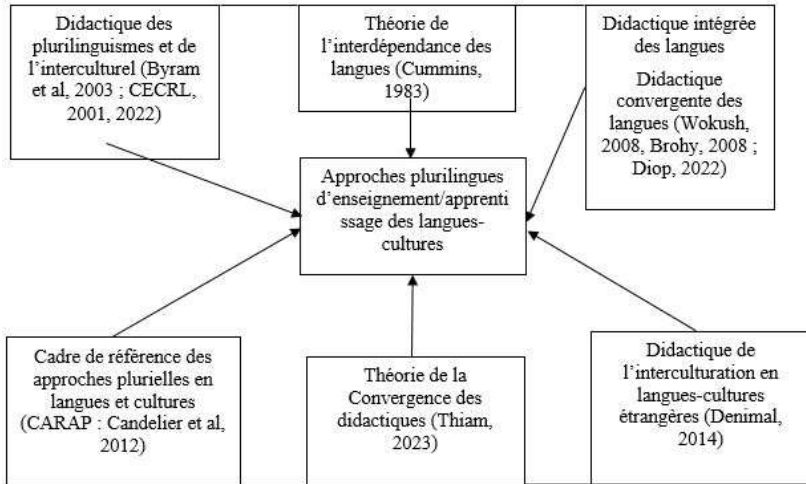 Didactique des
plurilinguismes et de
l'interculturel (Byram
et al, 2003 ; CECRL,
2001, 2022)
Théorie de
l'interdépendance des
langues (Cummins,
1983)
Didactique intégrée
des langues
Didactique
convergente des
langues (Wokush,
2008, Brohy, 2008 ;
Diop, 2022)
Approches plurilingues
d'enseignement/apprenti
ssage des langues-
cultures
Cadre de référence des
approches plurielles en
langues et cultures
(CARAP : Candelier et al,
2012)
Théorie de la
Convergence des
didactiques (Thiam,
2023)
Didactique de
l'interculturation en
langues-cultures
étrangères (Denimal,
2014)